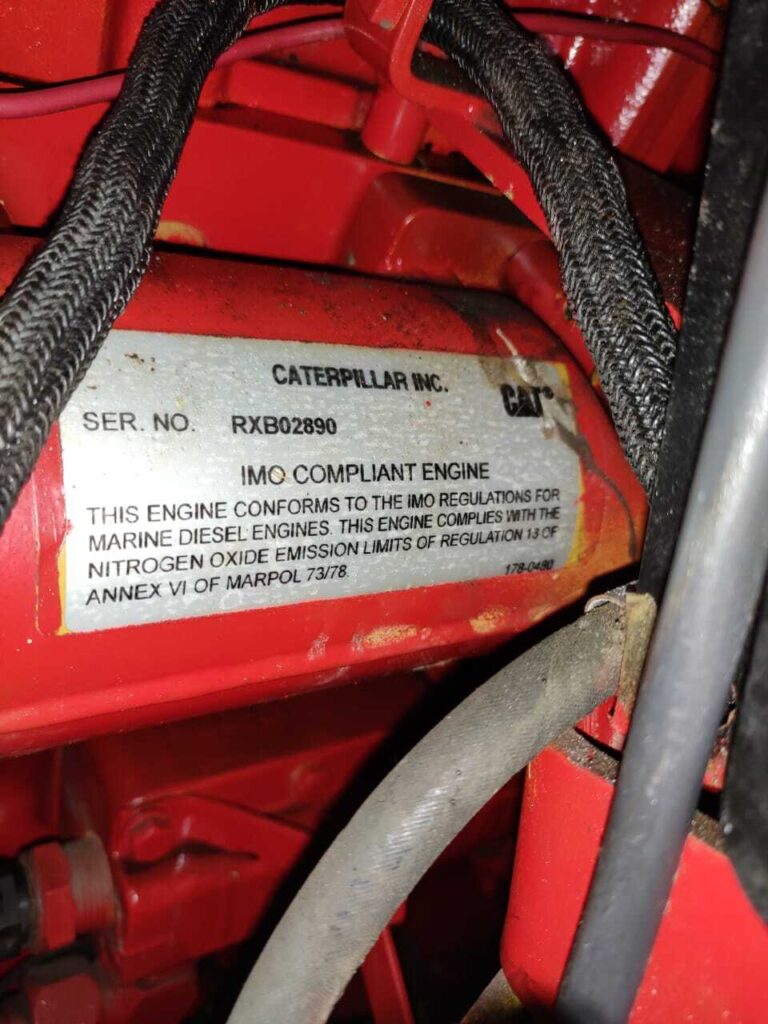 CATERPILLAR INC.
CAT®
SER. NO. RXB02890
IMO COMPLIANT ENGINE
THIS ENGINE CONFORMS TO THE IMO REGULATIONS FOR
MARINE DIESEL ENGINES. THIS ENGINE COMPLIES WITH THE
NITROGEN OXIDE EMISSION LIMITS OF REGULATION 13 OF
ANNEX VI OF MARPOL 73/78.
178-0490